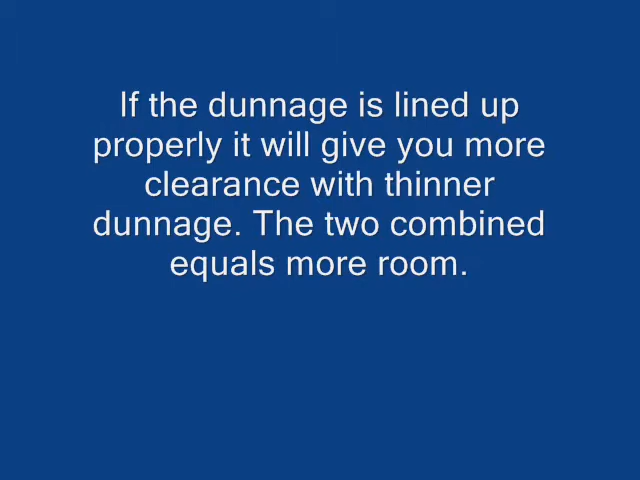 If the dunnage is lined up
properly it will give you more
clearance with thinner
dunnage. The two combined
equals more room.